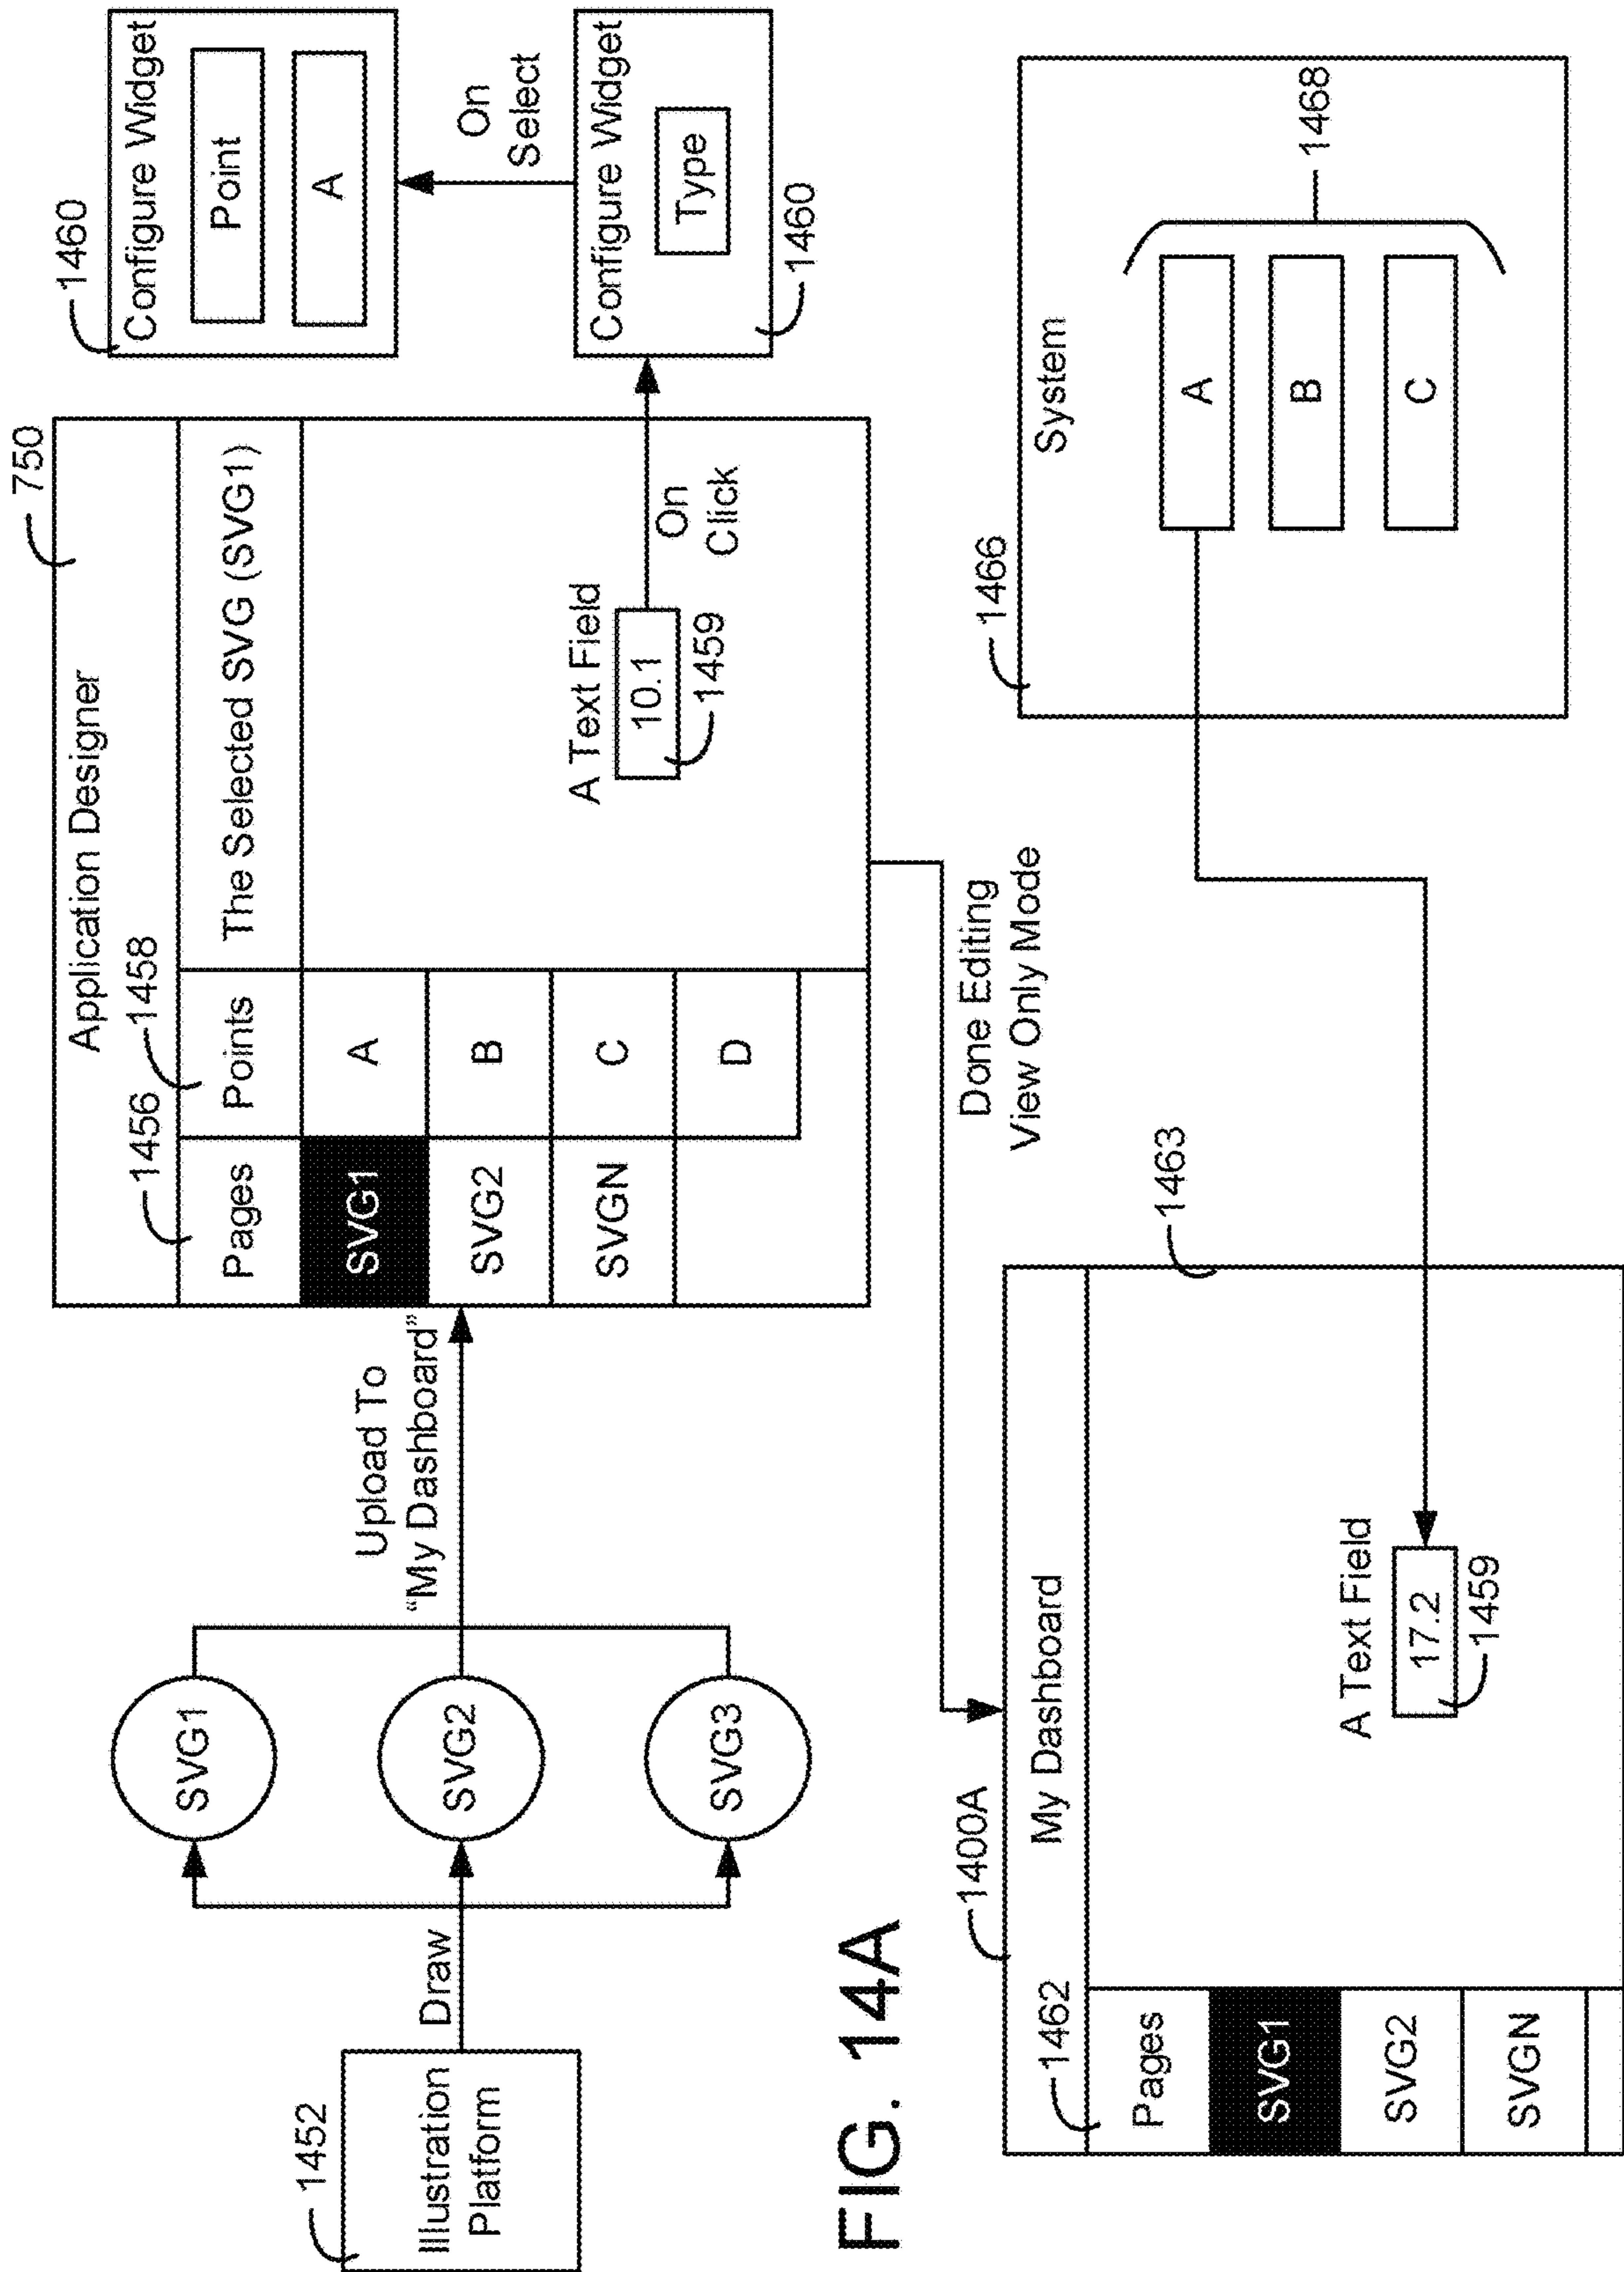 1452
Illustration
Platform
Draw
SVG1
SVG2
SVG3
Upload To
“My Dashboard”
750
Application Designer
1456
1458
Pages
Points
The Selected SVG (SVG1)
SVG1
A
SVG2
B
SVGN
C
D
A Text Field
10.1
1459
On
Click
1460
Configure Widget
Type
On
Select
1460
Configure Widget
Point
A
FIG. 14A
Done Editing
View Only Mode
1400A
1462
My Dashboard
1463
Pages
SVG1
SVG2
SVGN
A Text Field
17.2
1459
1466
System
A
B
C
1468